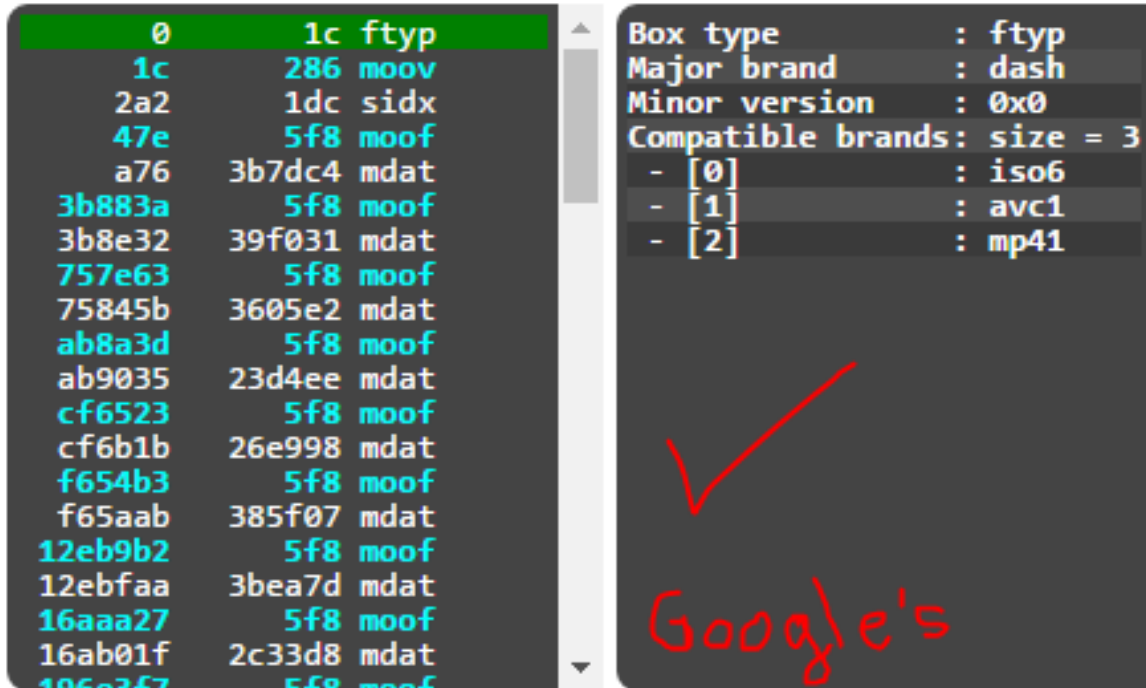 0 1c ftyp
1c 286 moov
2a2 1dc sidx
47e 5f8 moof
a76 3b7dc4 mdat
3b883a 5f8 moof
3b8e32 39f031 mdat
757e63 5f8 moof
75845b 3605e2 mdat
ab8a3d 5f8 moof
ab9035 23d4ee mdat
cf6523 5f8 moof
cf6b1b 26e998 mdat
f654b3 5f8 moof
f65aab 385f07 mdat
12eb9b2 5f8 moof
12ebfaa 3bea7d mdat
16aaa27 5f8 moof
16ab01f 2c33d8 mdat
196e3f7 5f8 moof
Box type : ftyp
Major brand : dash
Minor version : 0x0
Compatible brands: size = 3
- [0] : iso6
- [1] : avc1
- [2] : mp41
Google's